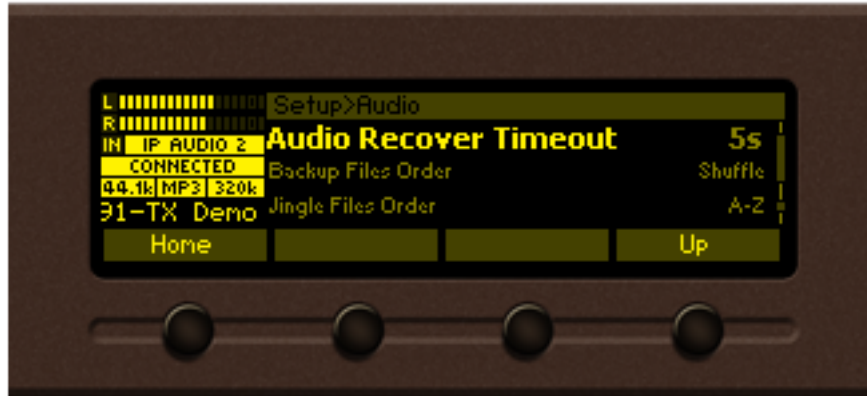 L
Setup>Audio
R
IN IP AUDIO 2
Audio Recover Timeout 5s
CONNECTED
Backup Files Order Shuffle
44.1k MP3 320k
91-TX Demo
Jingle Files Order A-Z
Home Up